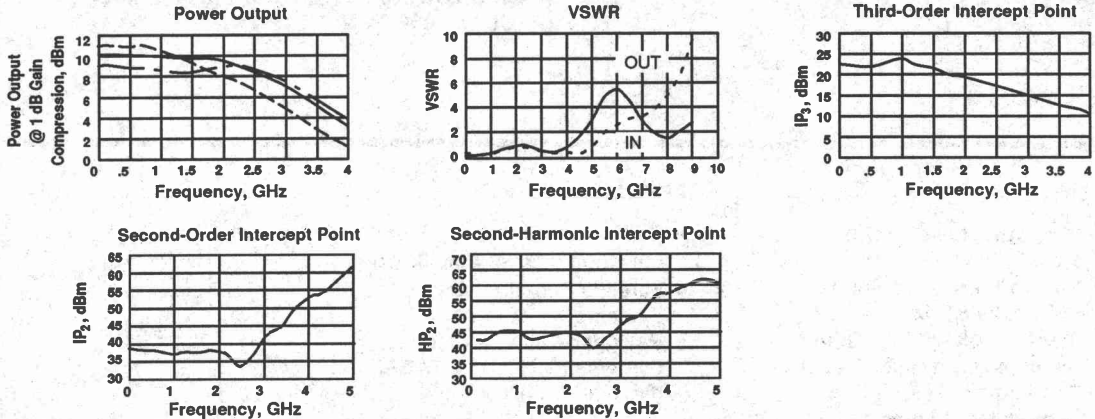 Power Output
Power Output
@ 1 dB Gain
Compression, dBm
12
10
8
6
4
2
0
0 .5 1 1.5 2 2.5 3 3.5 4
Frequency, GHz
VSWR
VSWR
10
8
6
4
2
0
OUT
IN
0 1 2 3 4 5 6 7 8 9 10
Frequency, GHz
Third-Order Intercept Point
IP3, dBm
30
25
20
15
10
5
0
0 .5 1 1.5 2 2.5 3 3.5 4
Frequency, GHz
Second-Order Intercept Point
IP2, dBm
65
60
55
50
45
40
35
30
0 1 2 3 4 5
Frequency, GHz
Second-Harmonic Intercept Point
HP2, dBm
70
65
60
55
50
45
40
35
30
0 1 2 3 4 5
Frequency, GHz